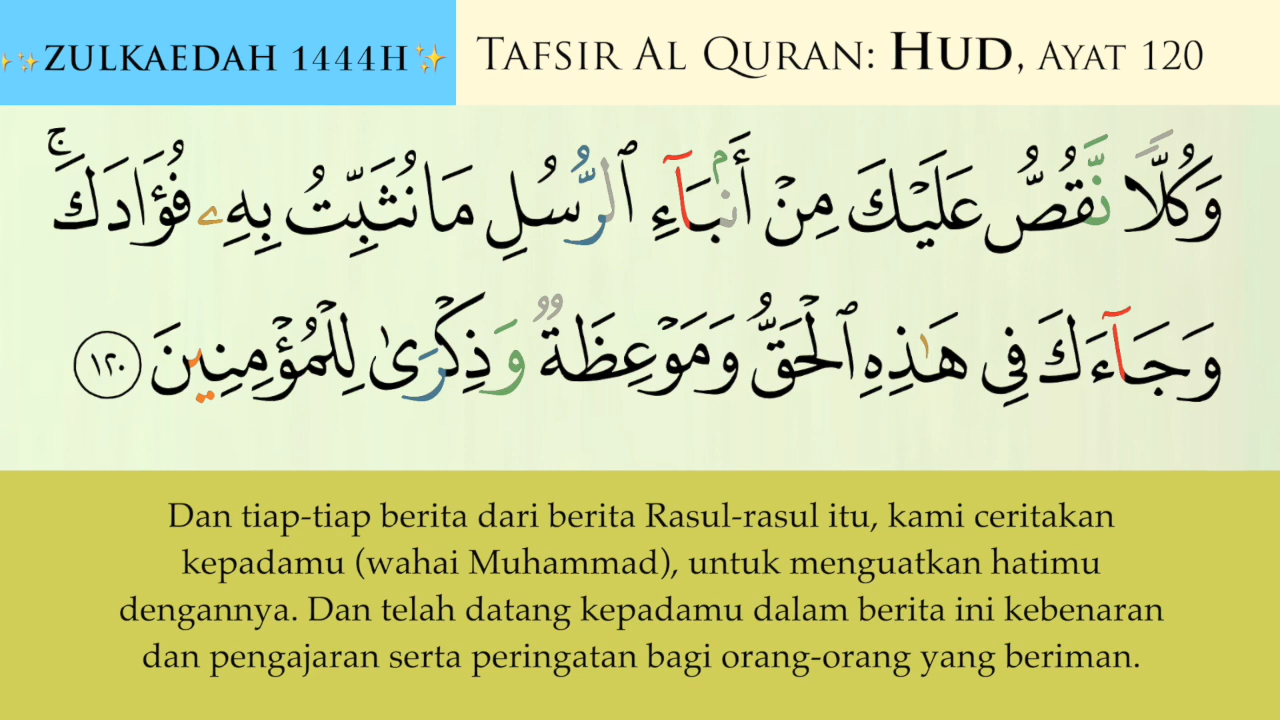 ✨✨ZULKAEDAH 1444H✨
TAFSIR AL QURAN: HUD, AYAT 120
وَكُلًّا نَّقُصُّ عَلَيْكَ مِنْ أَنۢبَآءِ ٱلرُّسُلِ مَا نُثَبِّتُ بِهِۦ فُؤَادَكَ ۚ
وَجَآءَكَ فِى هَـٰذِهِ ٱلْحَقُّ وَمَوْعِظَةٌ وَذِكْرَىٰ لِلْمُؤْمِنِينَ ١٢٠
Dan tiap-tiap berita dari berita Rasul-rasul itu, kami ceritakan
kepadamu (wahai Muhammad), untuk menguatkan hatimu
dengannya. Dan telah datang kepadamu dalam berita ini kebenaran
dan pengajaran serta peringatan bagi orang-orang yang beriman.